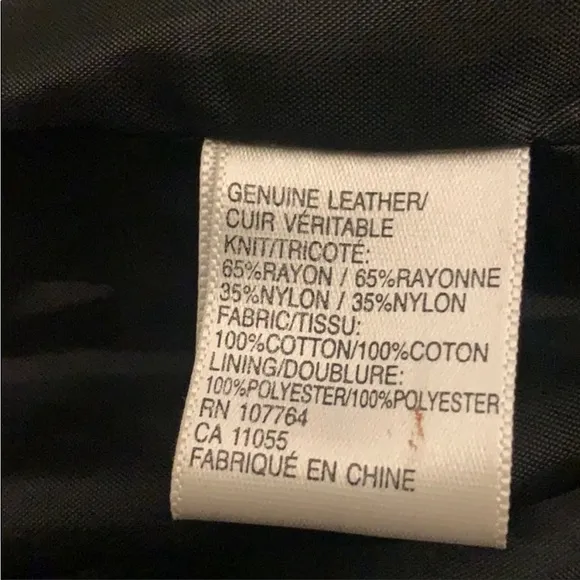 GENUINE LEATHER/
CUIR VÉRITABLE
KNIT/TRICOTÉ:
65%RAYON / 65%RAYONNE
35%NYLON / 35%NYLON
FABRIC/TISSU:
100%COTTON/100%COTON
LINING/DOUBLURE:
100%POLYESTER/100%POLYESTER
RN 107764
CA 11055
FABRIQUÉ EN CHINE